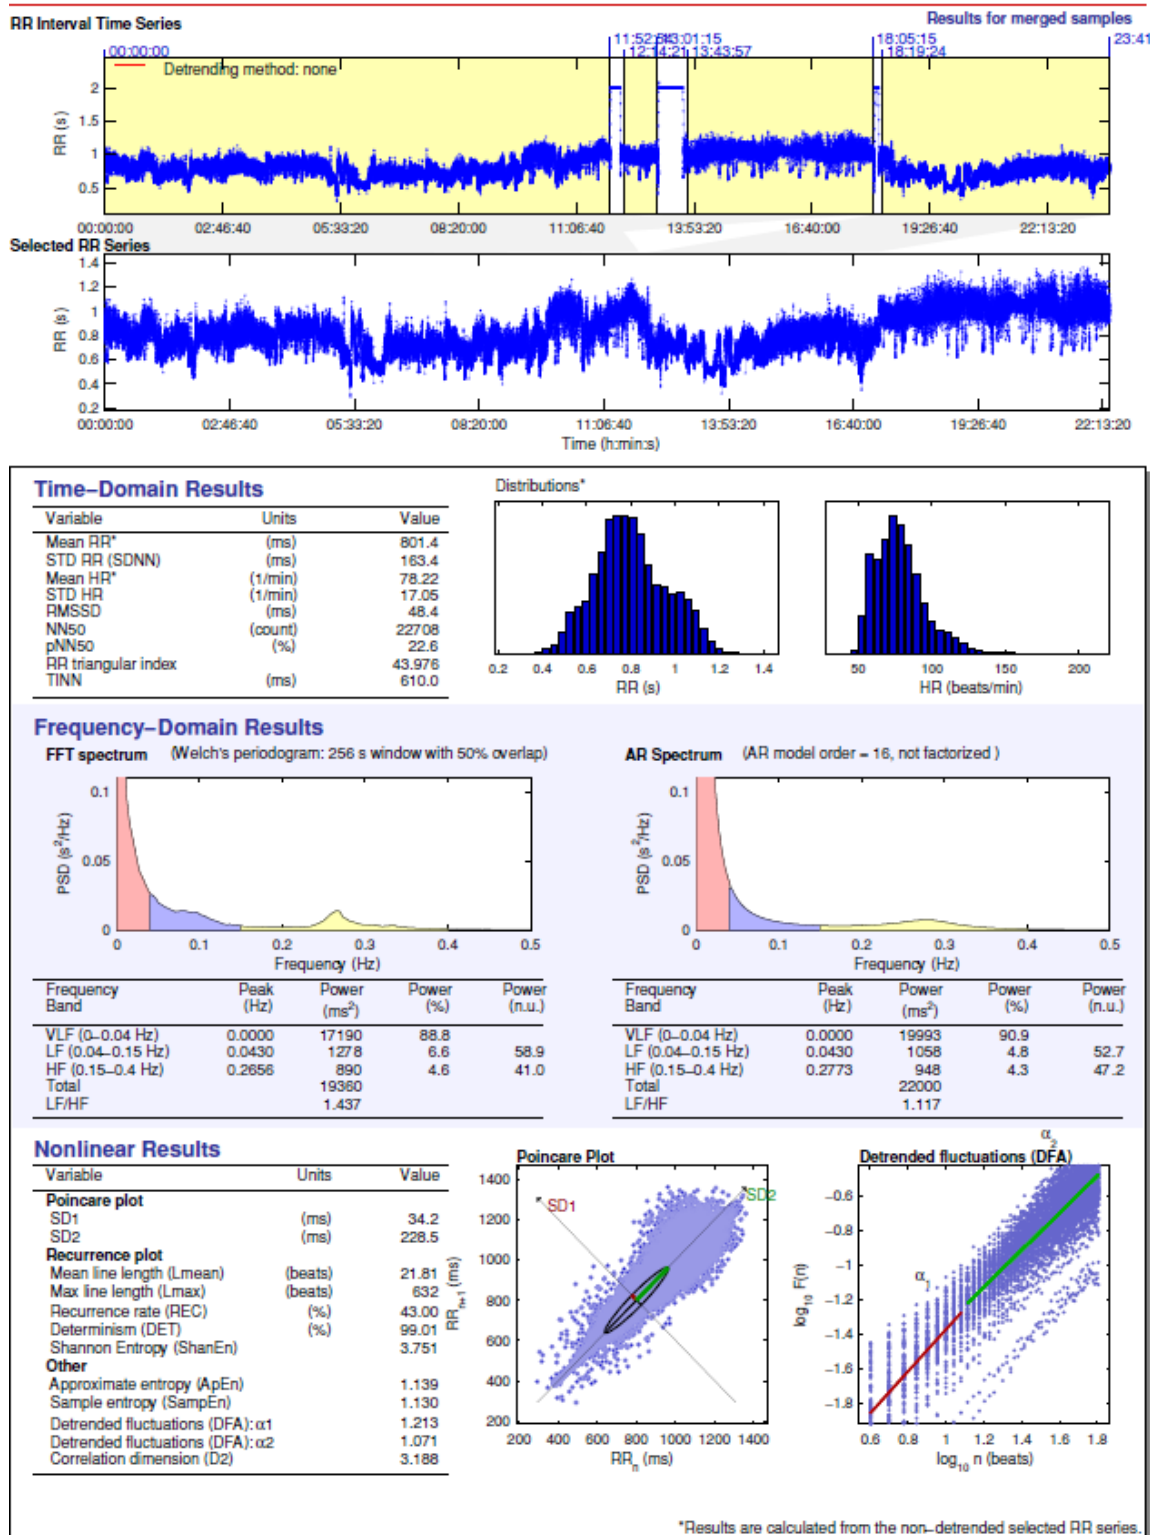 RR Interval Time Series
Results for merged samples
00:00:00
13:01:15
18:05:15
23:41
12:14:21
13:43:57
18:19:24
Detrending method: none
RR (s)
2
1.5
1
0.5
00:00:00 02:46:40 05:33:20 08:20:00 11:06:40 13:53:20 16:40:00 19:26:40 22:13:20
Selected RR Series
RR (s)
1.4
1.2
1
0.8
0.6
0.4
0.2
00:00:00 02:46:40 05:33:20 08:20:00 11:06:40 13:53:20 16:40:00 19:26:40 22:13:20
Time (h:min:s)
Time–Domain Results
Variable Units Value
Mean RR* (ms) 801.4
STD RR (SDNN) (ms) 163.4
Mean HR* (1/min) 78.22
STD HR (1/min) 17.05
RMSSD (ms) 48.4
NN50 (count) 22708
pNN50 (%) 22.6
RR triangular index 43.976
TINN (ms) 610.0
Distributions*
0.2 0.4 0.6 0.8 1 1.2 1.4
RR (s)
50 100 150 200
HR (beats/min)
Frequency–Domain Results
FFT spectrum (Welch's periodogram: 256 s window with 50% overlap)
PSD (s²/Hz)
0.1
0.05
0
0 0.1 0.2 0.3 0.4 0.5
Frequency (Hz)
Frequency Peak Power Power Power
Band (Hz) (ms²) (%) (n.u.)
VLF (0–0.04 Hz) 0.0000 17190 88.8
LF (0.04–0.15 Hz) 0.0430 1278 6.6 58.9
HF (0.15–0.4 Hz) 0.2656 890 4.6 41.0
Total 19360
LF/HF 1.437
AR Spectrum (AR model order = 16, not factorized )
PSD (s²/Hz)
0.1
0.05
0
0 0.1 0.2 0.3 0.4 0.5
Frequency (Hz)
Frequency Peak Power Power Power
Band (Hz) (ms²) (%) (n.u.)
VLF (0–0.04 Hz) 0.0000 19993 90.9
LF (0.04–0.15 Hz) 0.0430 1058 4.8 52.7
HF (0.15–0.4 Hz) 0.2773 948 4.3 47.2
Total 22000
LF/HF 1.117
Nonlinear Results
Variable Units Value
Poincare plot
SD1 (ms) 34.2
SD2 (ms) 228.5
Recurrence plot
Mean line length (Lmean) (beats) 21.81
Max line length (Lmax) (beats) 632
Recurrence rate (REC) (%) 43.00
Determinism (DET) (%) 99.01
Shannon Entropy (ShanEn) 3.751
Other
Approximate entropy (ApEn) 1.139
Sample entropy (SampEn) 1.130
Detrended fluctuations (DFA): α1 1.213
Detrended fluctuations (DFA): α2 1.071
Correlation dimension (D2) 3.188
Poincare Plot
SD1
SD2
RRₙ₊₁ (ms)
1400
1200
1000
800
600
400
200
200 400 600 800 1000 1200 1400
RRₙ (ms)
Detrended fluctuations (DFA)
α₂
α₁
log₁₀ F(n)
−0.6
−0.8
−1
−1.2
−1.4
−1.6
−1.8
0.6 0.8 1 1.2 1.4 1.6 1.8
log₁₀ n (beats)
*Results are calculated from the non–detrended selected RR series.